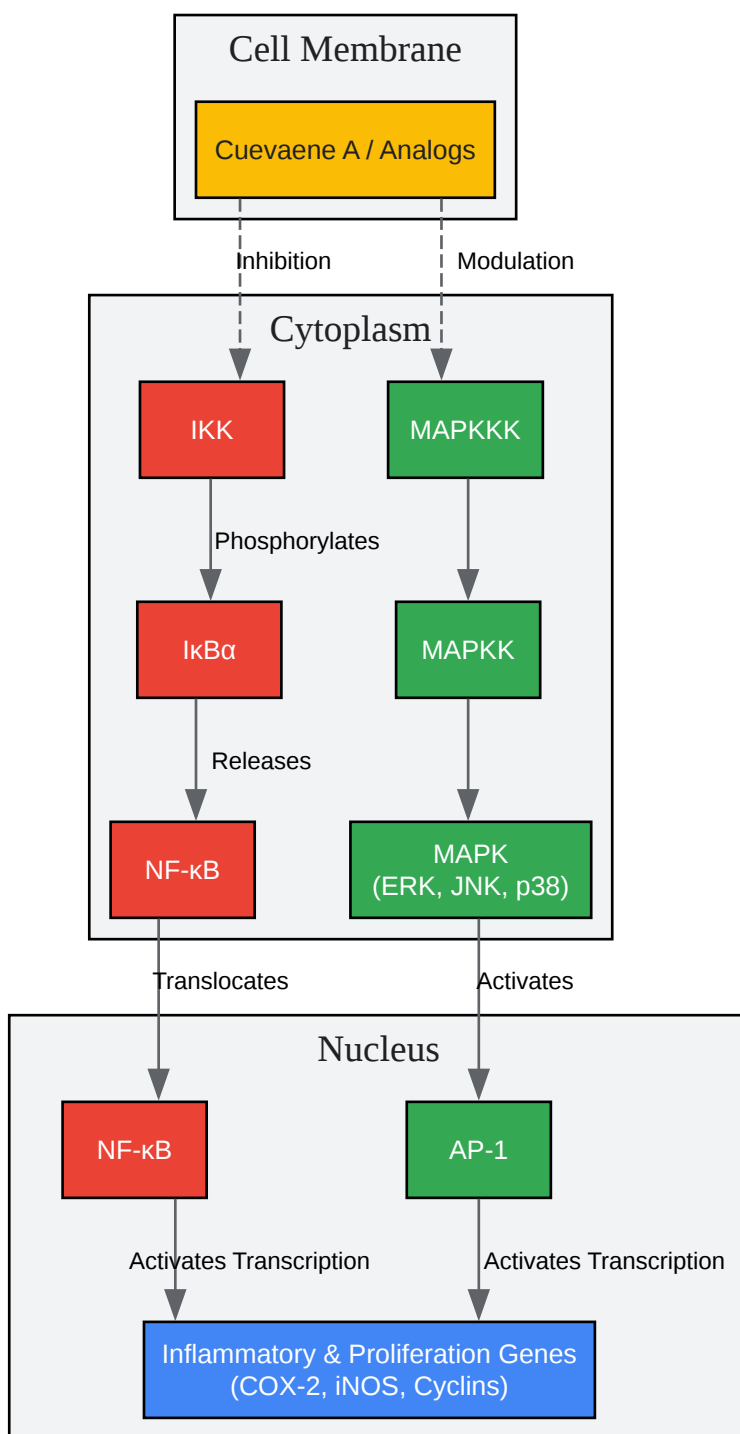 Cell Membrane
Cuevaene A / Analogs
Inhibition
Modulation
Cytoplasm
IKK
MAPKKK
Phosphorylates
IκBα
MAPKK
Releases
NF-κB
MAPK
(ERK, JNK, p38)
Translocates
Activates
Nucleus
NF-κB
AP-1
Activates Transcription
Activates Transcription
Inflammatory & Proliferation Genes
(COX-2, iNOS, Cyclins)